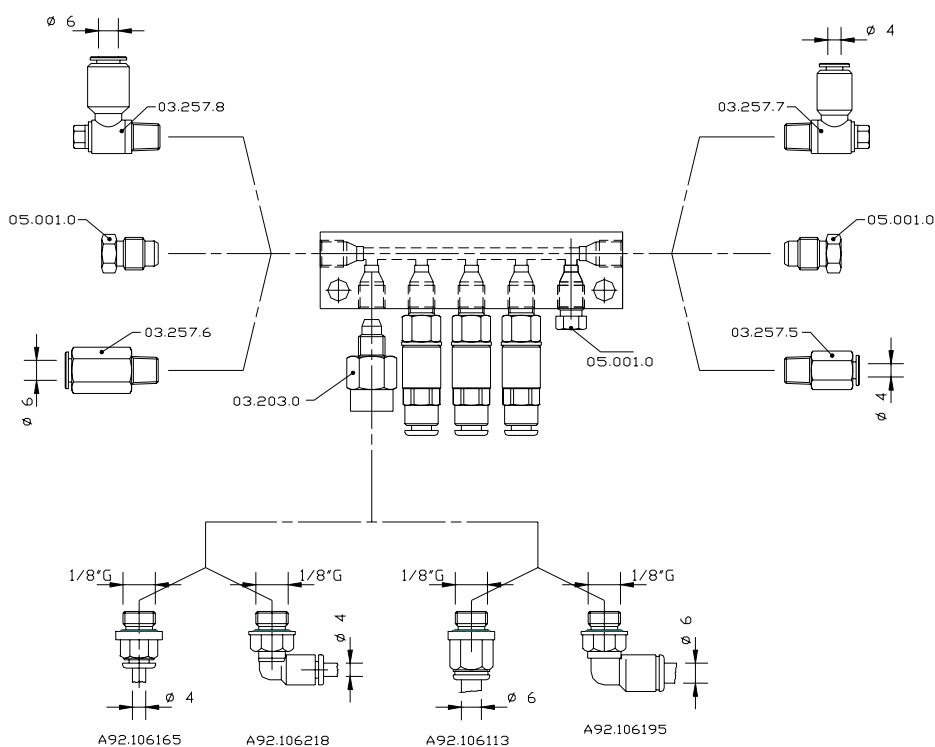 ø 6
ø 4
03.257.8
03.257.7
05.001.0
05.001.0
03.257.6
03.257.5
05.001.0
03.203.0
ø 6
ø 4
1/8"G
1/8"G
1/8"G
1/8"G
ø 4
ø 6
ø 4
ø 6
A92.106165
A92.106218
A92.106113
A92.106195